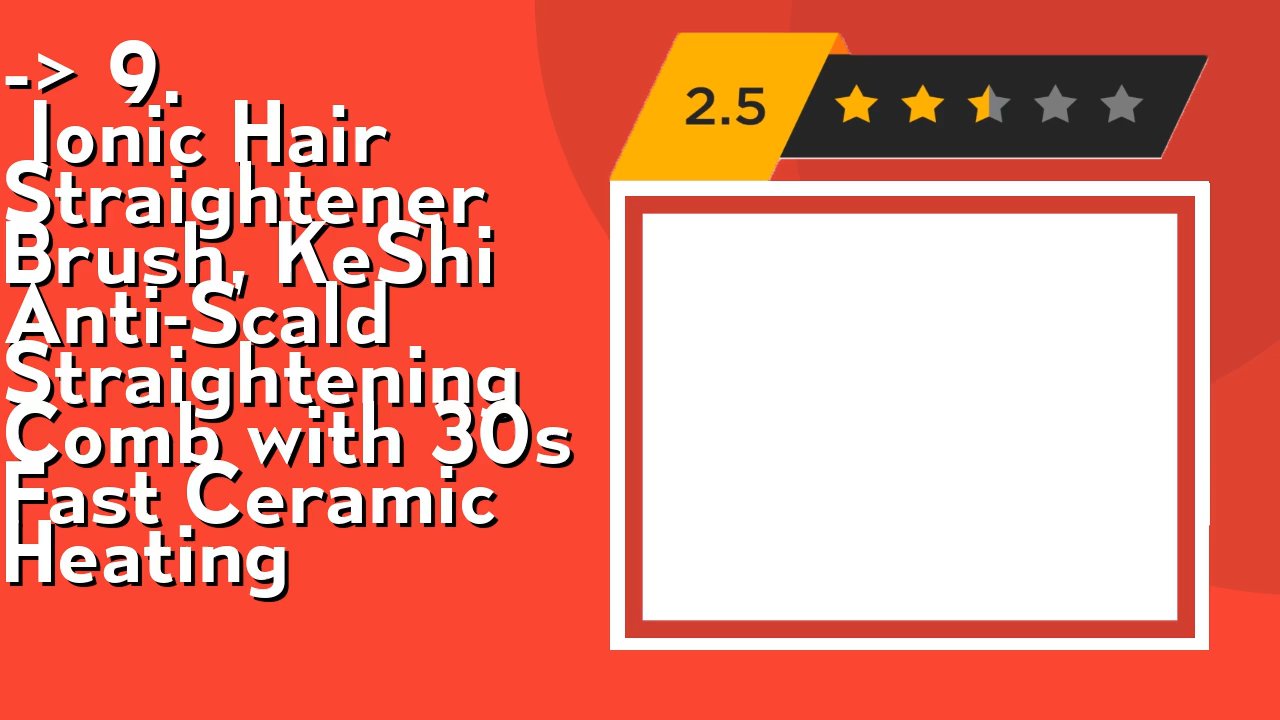 -> 9.
Ionic Hair
Straightener
Brush, KeShi
Anti-Scald
Straightening
Comb with 30s
Fast Ceramic
Heating
2.5